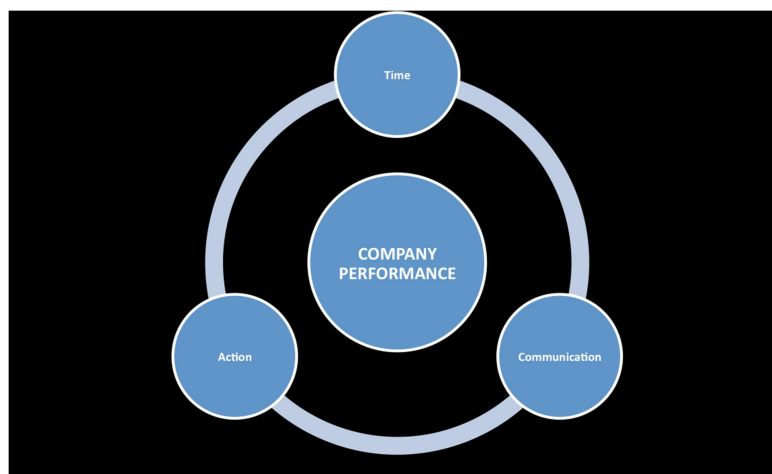 Time
COMPANY
PERFORMANCE
Action
Communication